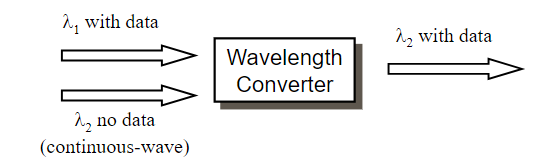 λ₁ with data
Wavelength
Converter
λ₂ with data
λ₂ no data
(continuous-wave)